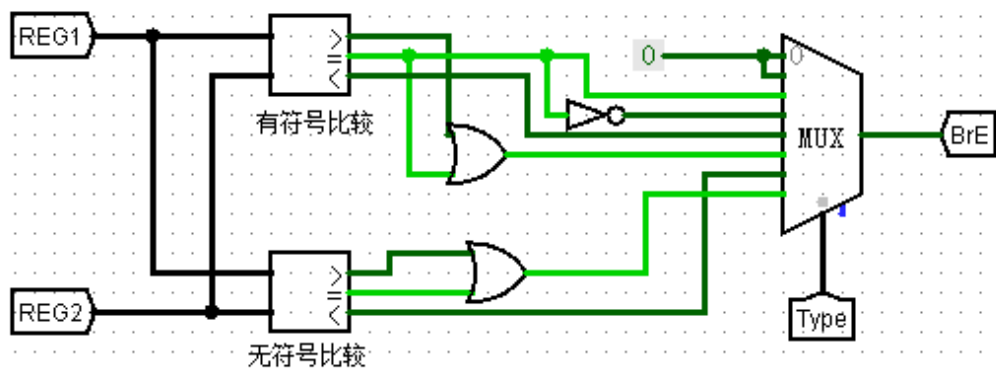 REG1
>
=
<
有符号比较
0
0
MUX
BrE
REG2
>
=
<
无符号比较
Type